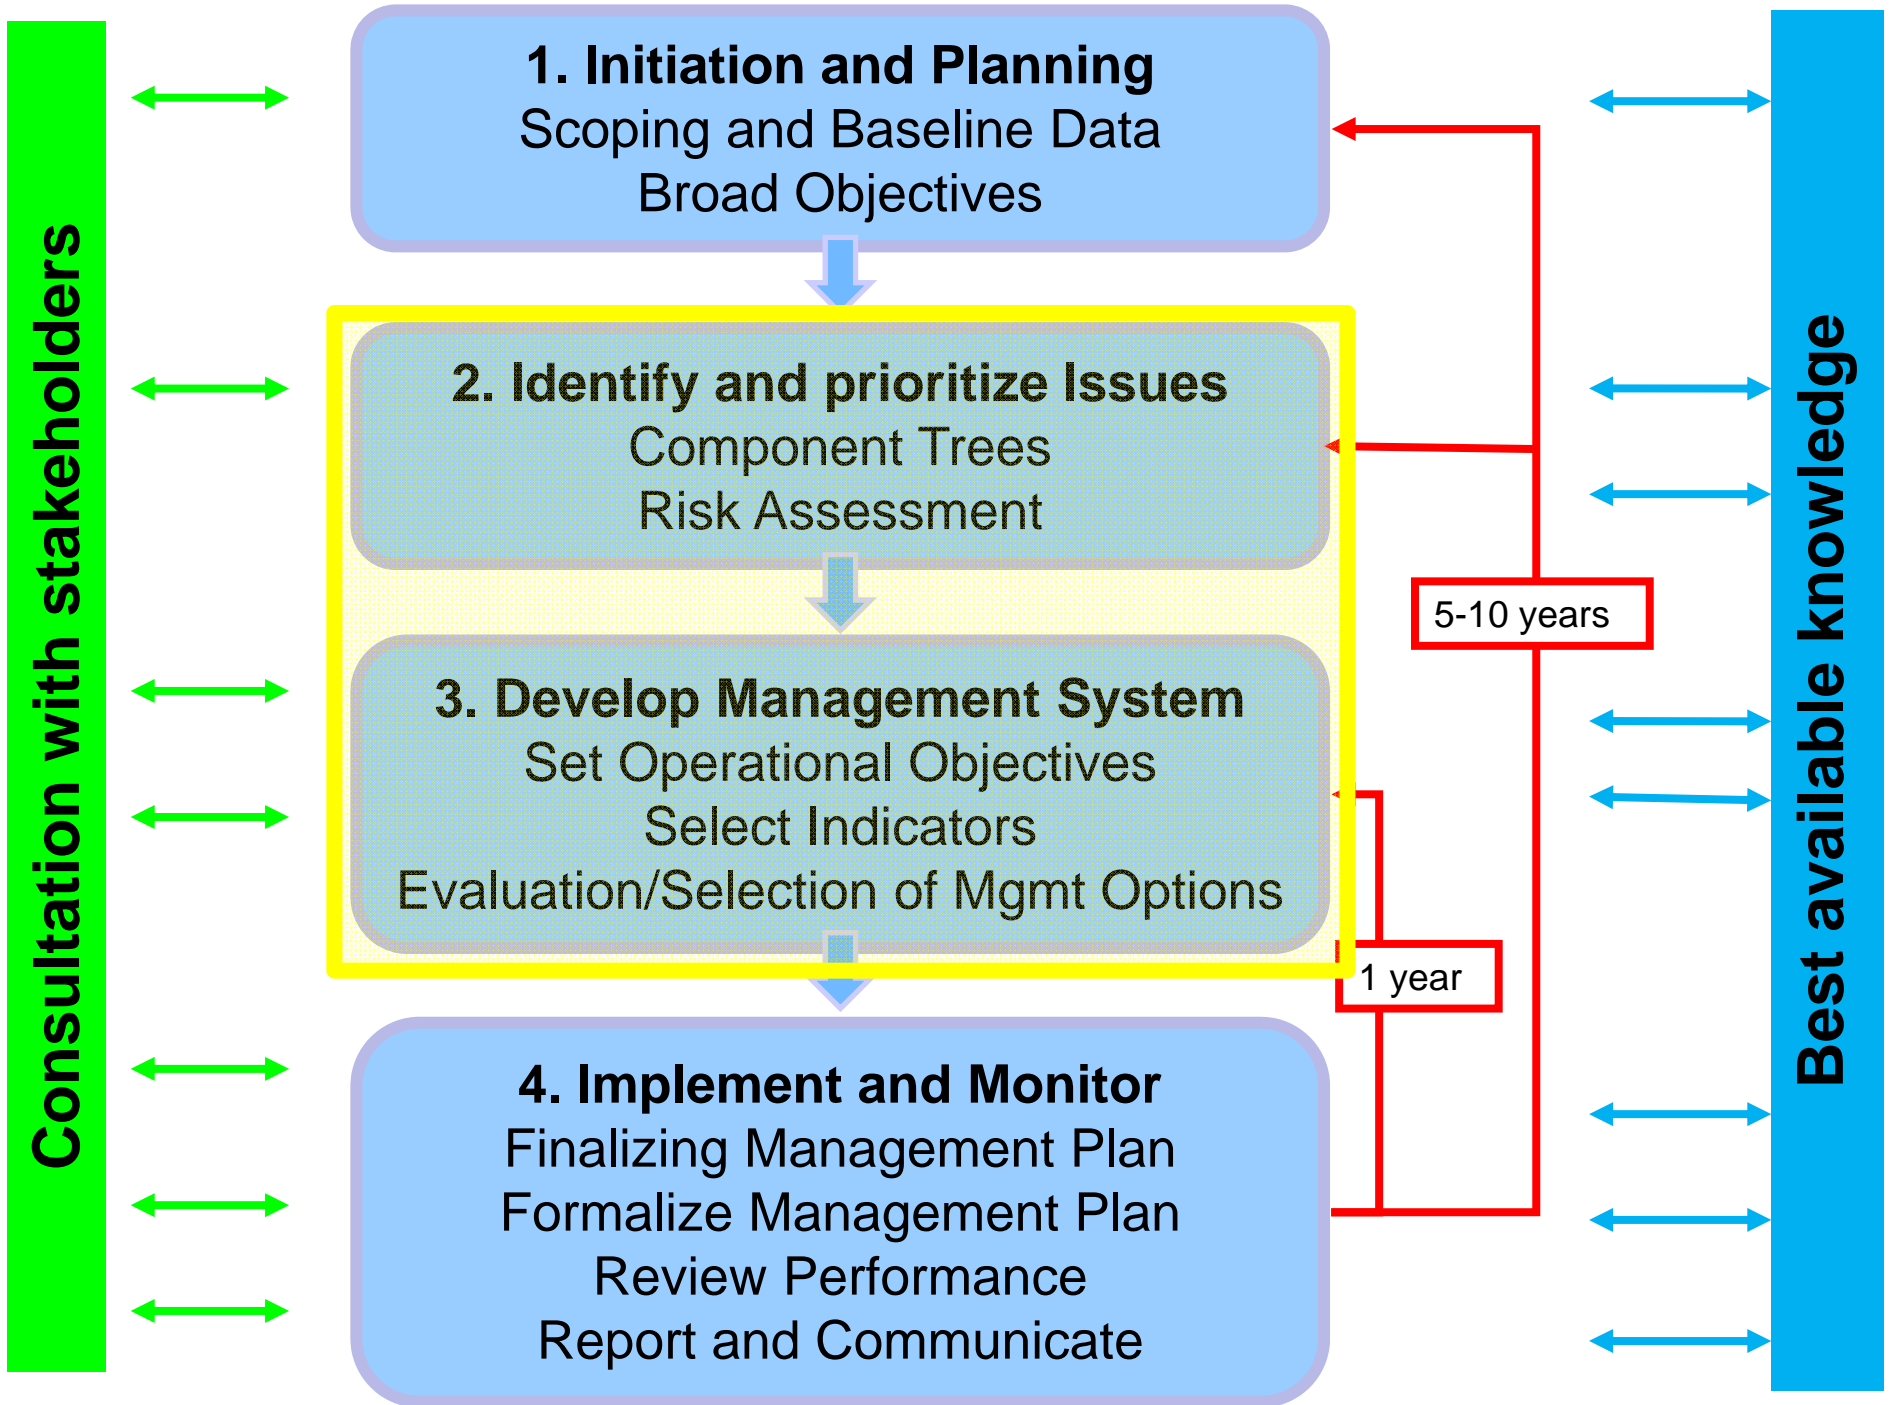 Consultation with stakeholders
1. Initiation and Planning
Scoping and Baseline Data
Broad Objectives
2. Identify and prioritize Issues
Component Trees
Risk Assessment
3. Develop Management System
Set Operational Objectives
Select Indicators
Evaluation/Selection of Mgmt Options
4. Implement and Monitor
Finalizing Management Plan
Formalize Management Plan
Review Performance
Report and Communicate
5-10 years
1 year
Best available knowledge